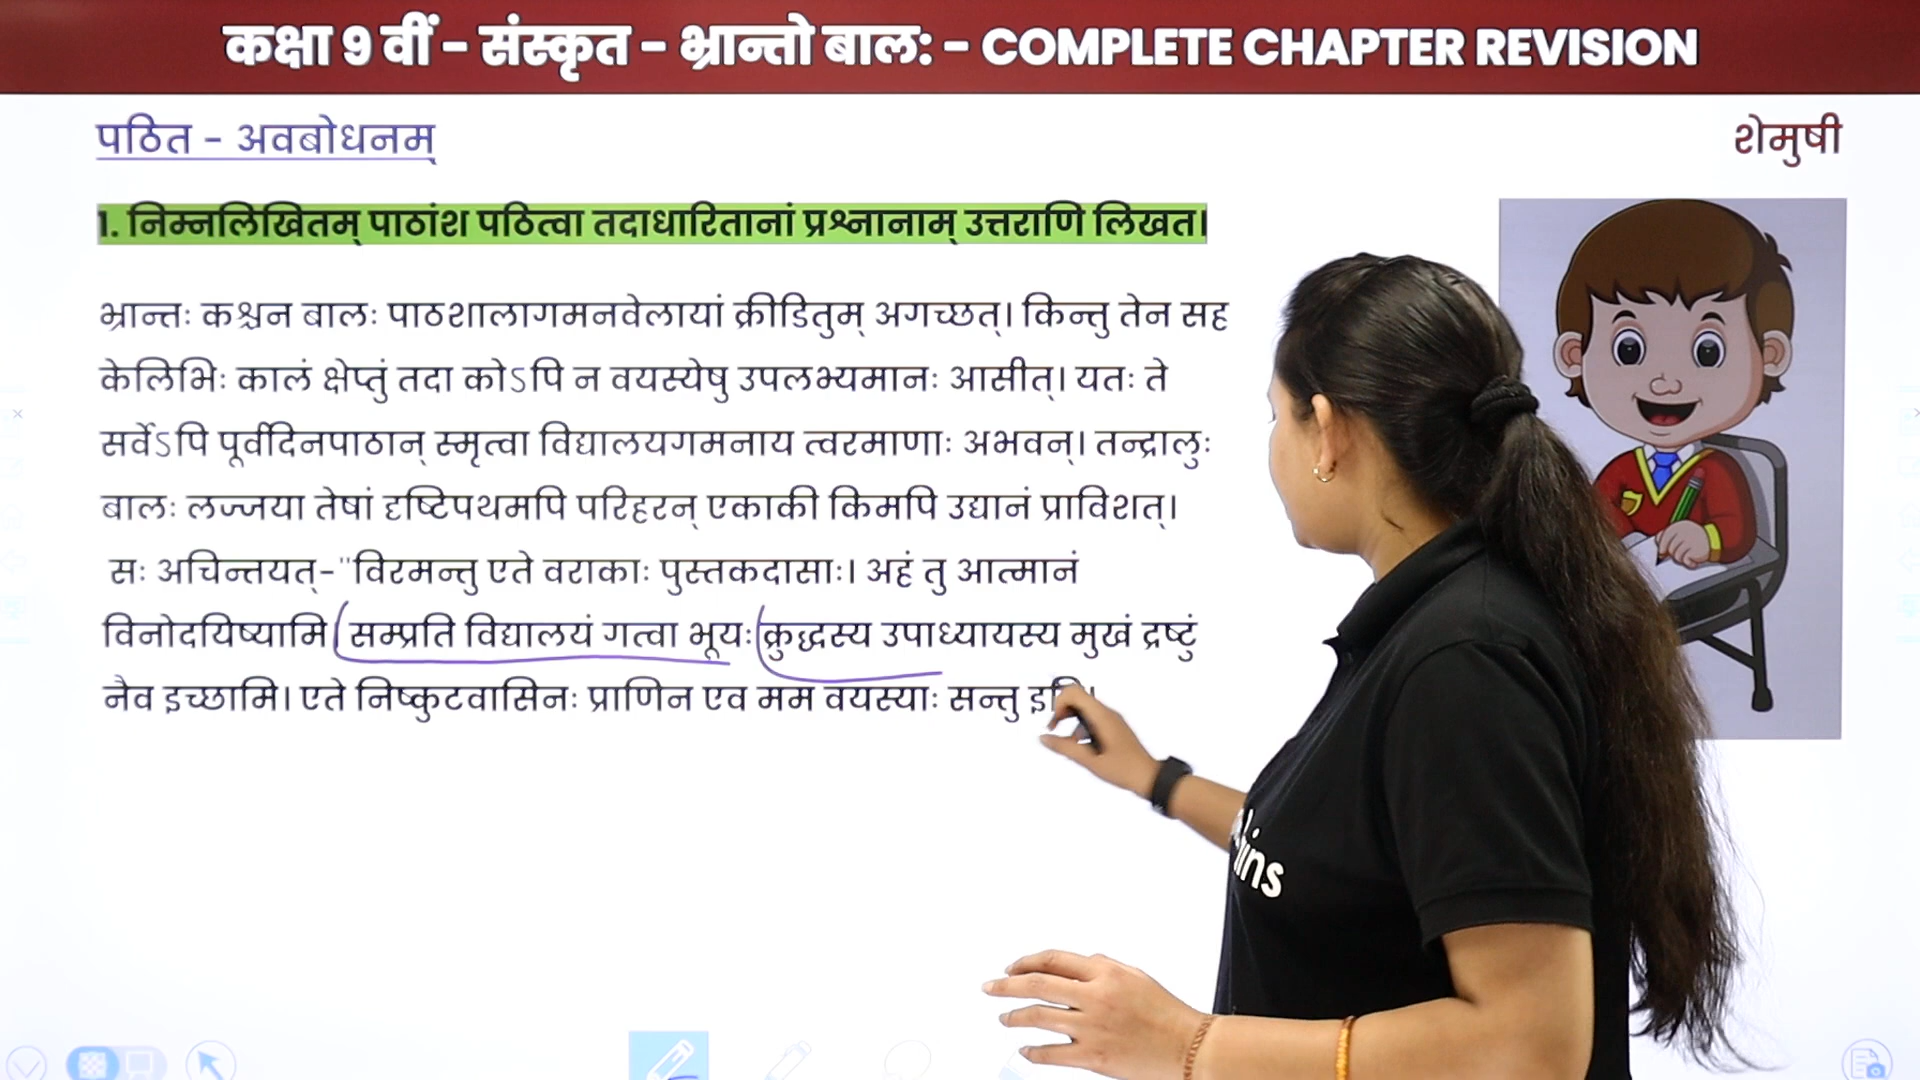 कक्षा 9 वीं - संस्कृत - भ्रान्तो बाल: - COMPLETE CHAPTER REVISION
पठित - अवबोधनम्
शेमुषी
1. निम्नलिखितम् पाठांश पठित्वा तदाधारितानां प्रश्नानाम् उत्तराणि लिखत।
भ्रान्तः कश्चन बालः पाठशालागमनवेलायां क्रीडितुम् अगच्छत्। किन्तु तेन सह
केलिभिः कालं क्षेप्तुं तदा कोऽपि न वयस्येषु उपलभ्यमानः आसीत्। यतः ते
सर्वेऽपि पूर्वदिनपाठान् स्मृत्वा विद्यालयगमनाय त्वरमाणाः अभवन्। तन्द्रालुः
बालः लज्जया तेषां दृष्टिपथमपि परिहरन् एकाकी किमपि उद्यानं प्राविशत्।
सः अचिन्तयत्-"विरमन्तु एते वराकाः पुस्तकदासाः। अहं तु आत्मानं
विनोदयिष्यामि सम्प्रति विद्यालयं गत्वा भूयः क्रुद्धस्य उपाध्यायस्य मुखं द्रष्टुं
नैव इच्छामि। एते निष्कुटवासिनः प्राणिन एव मम वयस्याः सन्तु